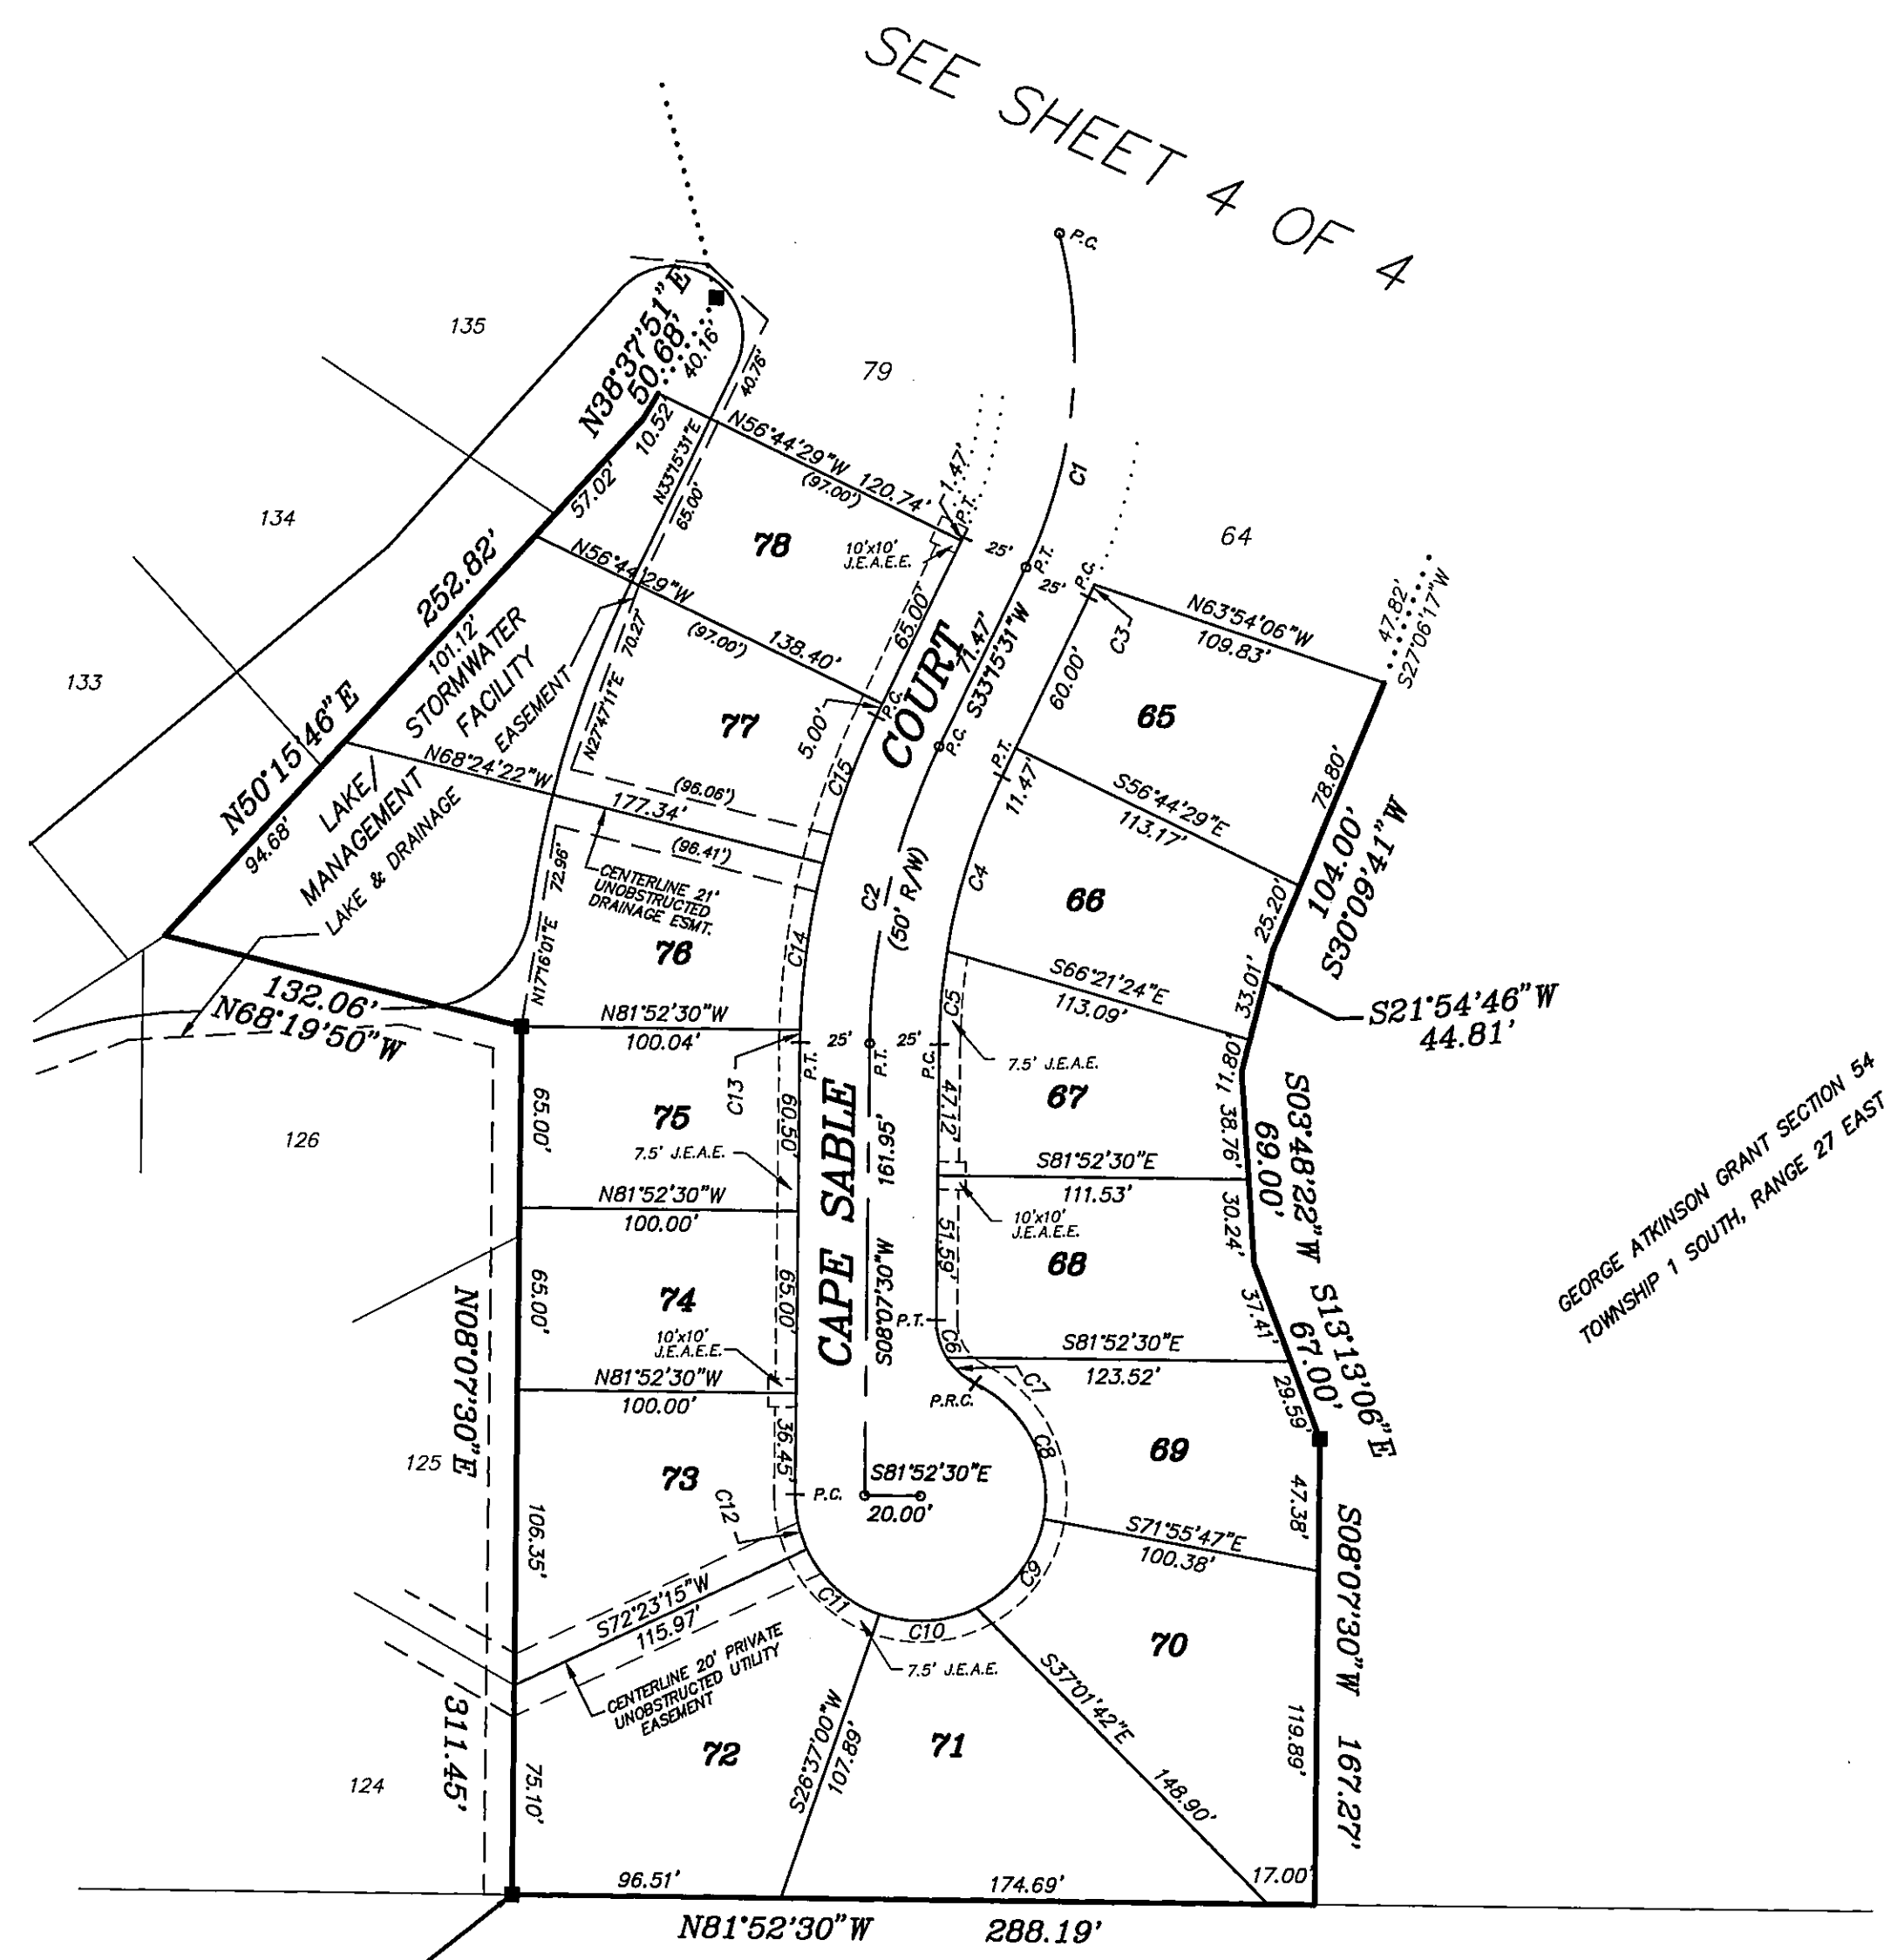 SEE SHEET 4 OF 4
P.C.
135
N38°37'51"E
50.68'
40.16'
40.76'
79
10.52'
N33°15'31"E
65.00'
N56°44'29"W 120.74'
(97.00')
1.47'
P.T.
C1
134
57.02'
78
10'x10'
J.E.A.E.E.
25'
P.T.
25'
P.C.
64
252.82'
N56°44'29"W
138.40'
(97.00')
65.00'
71.47'
S33°15'31"W
C3
N63°54'06"W
109.83'
47.82'
S27°06'17"W
133
N50°15'46"E
101.12'
STORMWATER
FACILITY
EASEMENT
N27°47'11"E 70.27'
77
5.00'
P.C.
COURT
P.C.
60.00'
65
78.80'
104.00'
S30°09'41"W
94.68'
LAKE/
MANAGEMENT
LAKE & DRAINAGE
N68°24'22"W
177.34'
(96.06')
(96.41')
C15
P.T.
11.47'
S56°44'29"E
113.17'
CENTERLINE 21'
UNOBSTRUCTED
DRAINAGE ESMT.
N17°16'01"E 72.96'
76
C14
C2
(50' R/W)
C4
66
25.20'
132.06'
N68°19'50"W
N81°52'30"W
100.04'
C5
S66°21'24"E
113.09'
33.01'
S21°54'46"W
44.81'
25'
25'
P.T.
P.T.
P.C.
C13
7.5' J.E.A.E.
11.80'
65.00'
75
60.50'
7.5' J.E.A.E.
161.95'
47.12'
67
38.76'
S03°48'22"W
69.00'
126
N81°52'30"W
100.00'
CAPE SABLE
S81°52'30"E
111.53'
10'x10'
J.E.A.E.E.
30.24'
GEORGE ATKINSON GRANT SECTION 54
TOWNSHIP 1 SOUTH, RANGE 27 EAST
N08°07'30"E
65.00'
74
65.00'
10'x10'
J.E.A.E.E.
S08°07'30"W
51.59'
68
P.T.
C6
37.41'
S13°13'06"E
67.00'
N81°52'30"W
100.00'
S81°52'30"E
123.52'
C7
P.R.C.
29.59'
125
73
36.45'
C8
69
106.35'
C12
P.C.
S81°52'30"E
20.00'
47.38'
S71°55'47"E
100.38'
S08°07'30"W 167.27'
S72°23'15"W
115.97'
C11
C10
C9
7.5' J.E.A.E.
CENTERLINE 20' PRIVATE
UNOBSTRUCTED UTILITY
EASEMENT
70
S37°01'42"E
148.90'
119.89'
311.45'
124
75.10'
72
S26°37'00"W
107.89'
71
96.51'
174.69'
17.00'
N81°52'30"W 288.19'